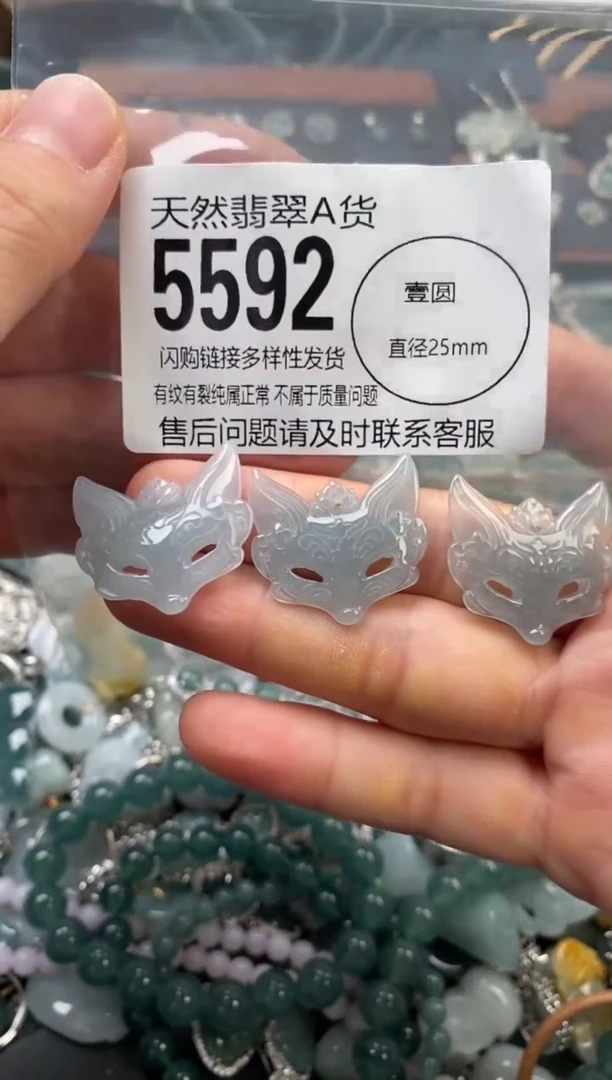 天然翡翠A货
5592
壹圆
闪购链接多样性发货
直径25mm
有纹有裂纯属正常 不属于质量问题
售后问题请及时联系客服